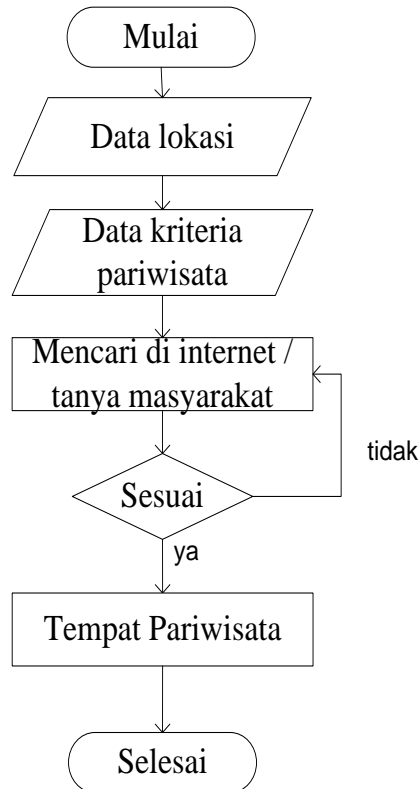 Mulai
Data lokasi
Data kriteria
pariwisata
Mencari di internet /
tanya masyarakat
tidak
Sesuai
ya
Tempat Pariwisata
Selesai